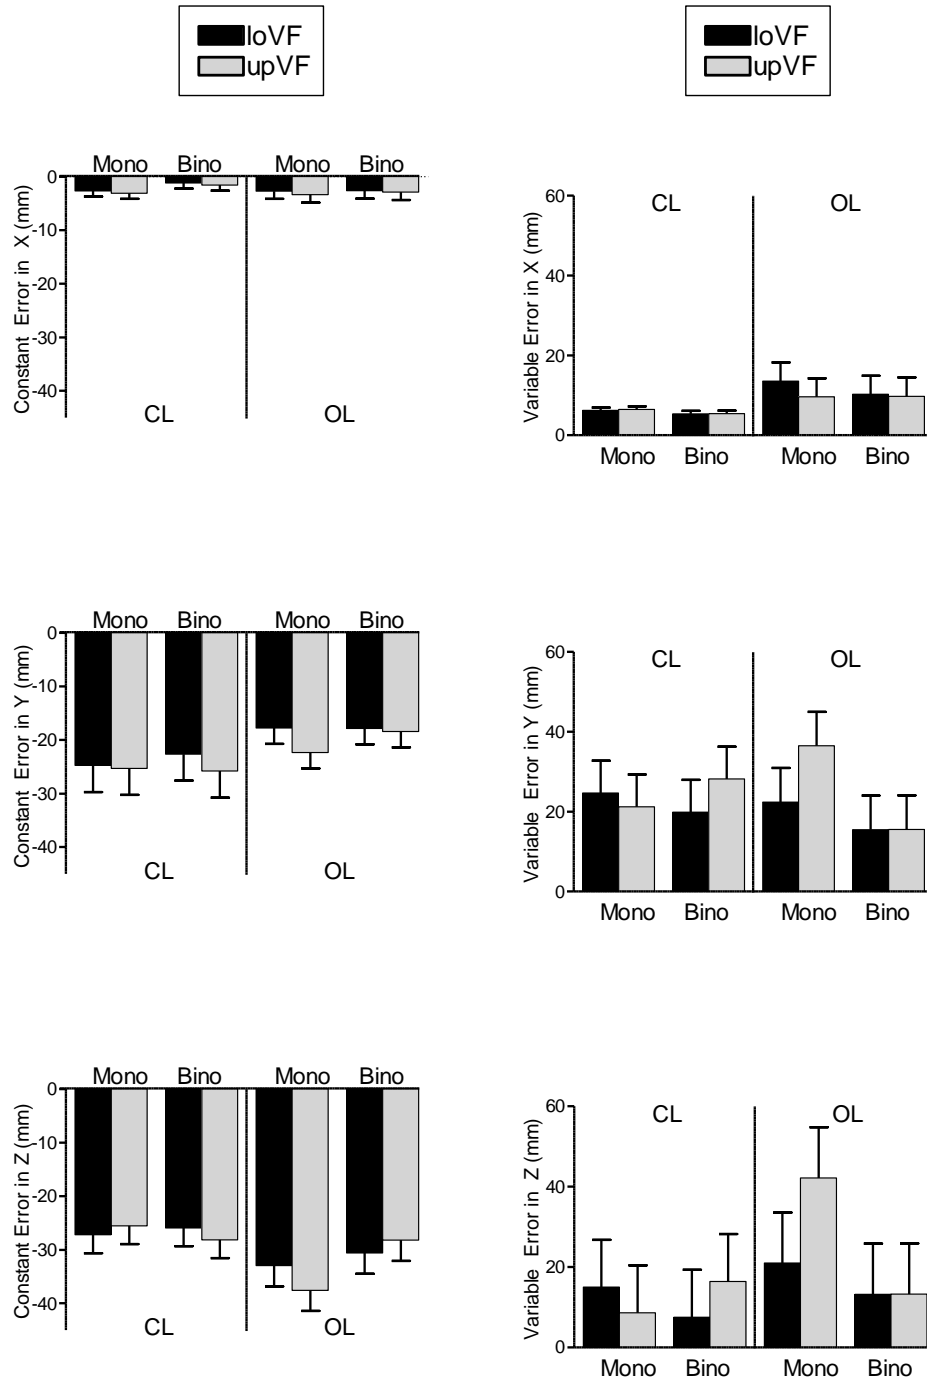 loVF
upVF
loVF
upVF
Mono Bino Mono Bino
0
-10
-20
-30
-40
Constant Error in X (mm)
CL OL
60
40
20
0
Variable Error in X (mm)
CL OL
Mono Bino Mono Bino
Mono Bino Mono Bino
0
-10
-20
-30
-40
Constant Error in Y (mm)
CL OL
60
40
20
0
Variable Error in Y (mm)
CL OL
Mono Bino Mono Bino
Mono Bino Mono Bino
0
-10
-20
-30
-40
Constant Error in Z (mm)
CL OL
60
40
20
0
Variable Error in Z (mm)
CL OL
Mono Bino Mono Bino